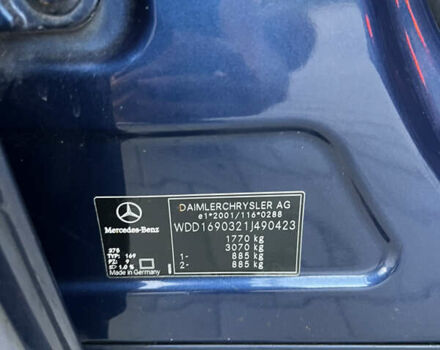 DAIMLERCHRYSLER AG
e1*2001/116*0288
WDD1690321J490423
1770 kg
3070 kg
1- 885 kg
2- 885 kg
Mercedes-Benz
TYP: 169
Made in Germany